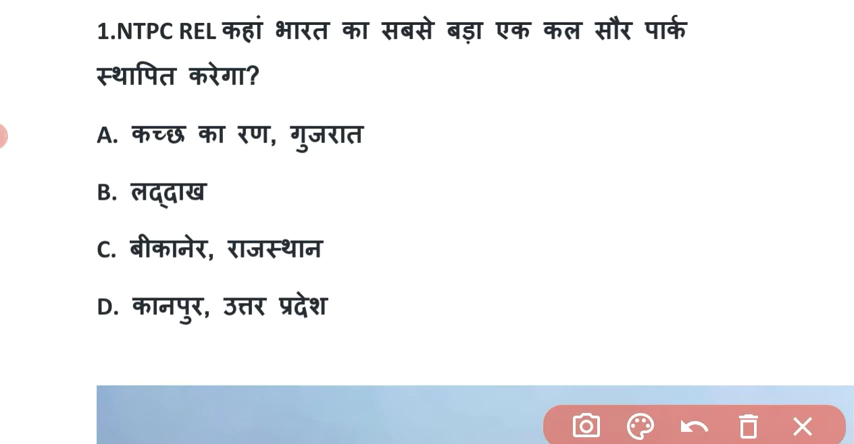 1.NTPC REL कहां भारत का सबसे बड़ा एक कल सौर पार्क
स्थापित करेगा?
A. कच्छ का रण, गुजरात
B. लद्दाख
C. बीकानेर, राजस्थान
D. कानपुर, उत्तर प्रदेश